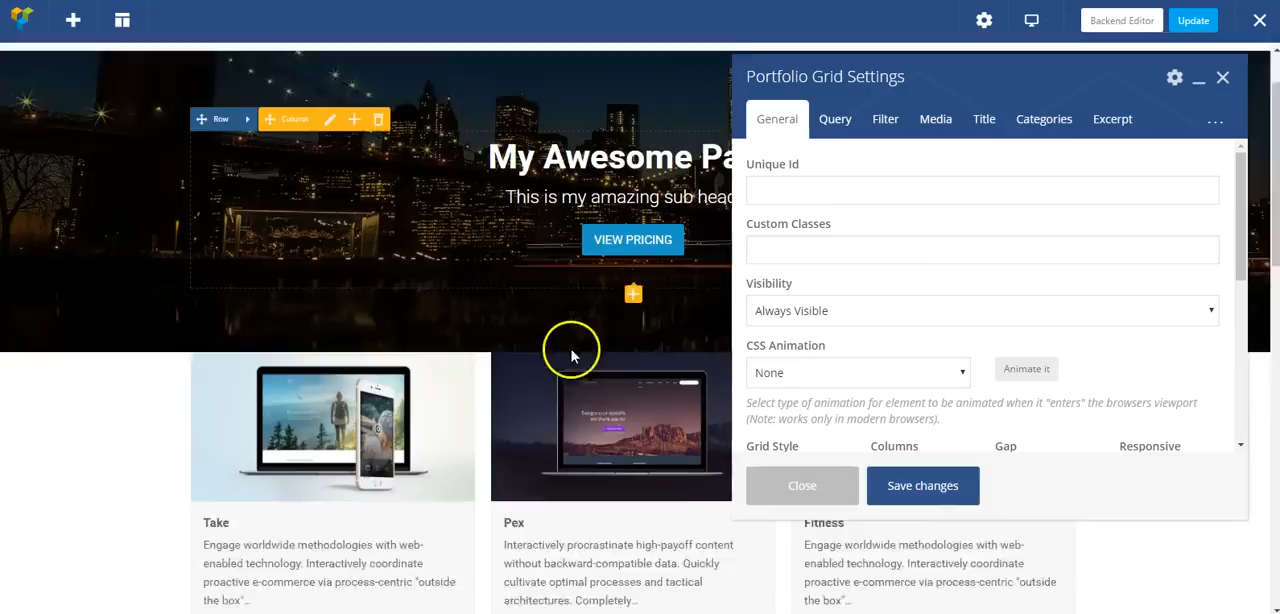 Backend Editor
Update
Row
Column
My Awesome Pa
This is my amazing sub head
VIEW PRICING
Portfolio Grid Settings
General
Query
Filter
Media
Title
Categories
Excerpt
...
Unique Id
Custom Classes
Visibility
Always Visible
CSS Animation
None
Animate it
Select type of animation for element to be animated when it "enters" the browsers viewport
(Note: works only in modern browsers).
Grid Style
Columns
Gap
Responsive
Close
Save changes
Take
Engage worldwide methodologies with web-
enabled technology. Interactively coordinate
proactive e-commerce via process-centric "outside
the box"...
Pex
Interactively procrastinate high-payoff content
without backward-compatible data. Quickly
cultivate optimal processes and tactical
architectures. Completely...
Fitness
Engage worldwide methodologies with web-
enabled technology. Interactively coordinate
proactive e-commerce via process-centric "outside
the box"...